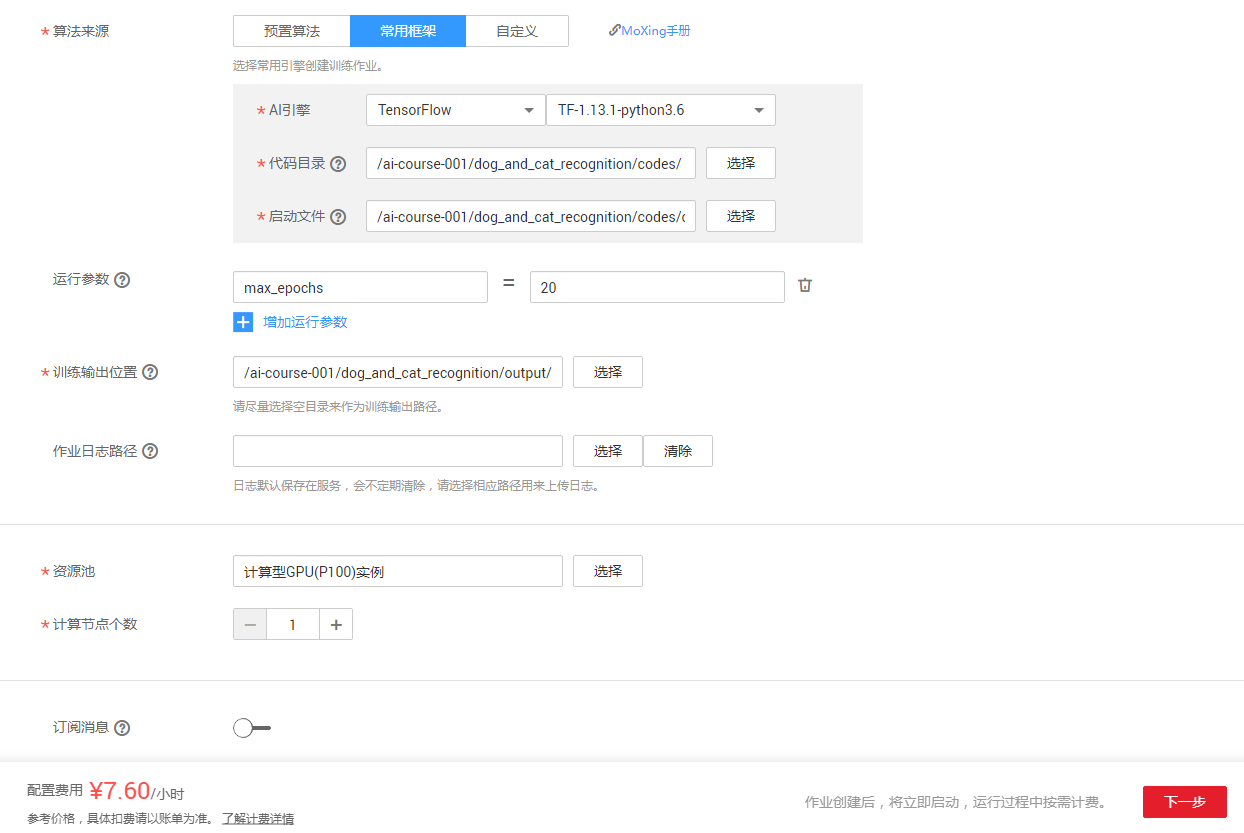 * 算法来源 预置算法 常用框架 自定义 MoXing手册
选择常用引擎创建训练作业。
* AI引擎 TensorFlow TF-1.13.1-python3.6
* 代码目录 ? /ai-course-001/dog_and_cat_recognition/codes/ 选择
* 启动文件 ? /ai-course-001/dog_and_cat_recognition/codes/ 选择
运行参数 ? max_epochs = 20
+ 增加运行参数
* 训练输出位置 ? /ai-course-001/dog_and_cat_recognition/output/ 选择
请尽量选择空目录来作为训练输出路径。
作业日志路径 ? 选择 清除
日志默认保存在服务，会不定期清除，请选择相应路径用来上传日志。
* 资源池 计算型GPU(P100)实例 选择
* 计算节点个数 — 1 +
订阅消息 ?
配置费用 ¥7.60/小时
作业创建后，将立即启动，运行过程中按需计费。 下一步
参考价格，具体扣费请以账单为准。 了解计费详情